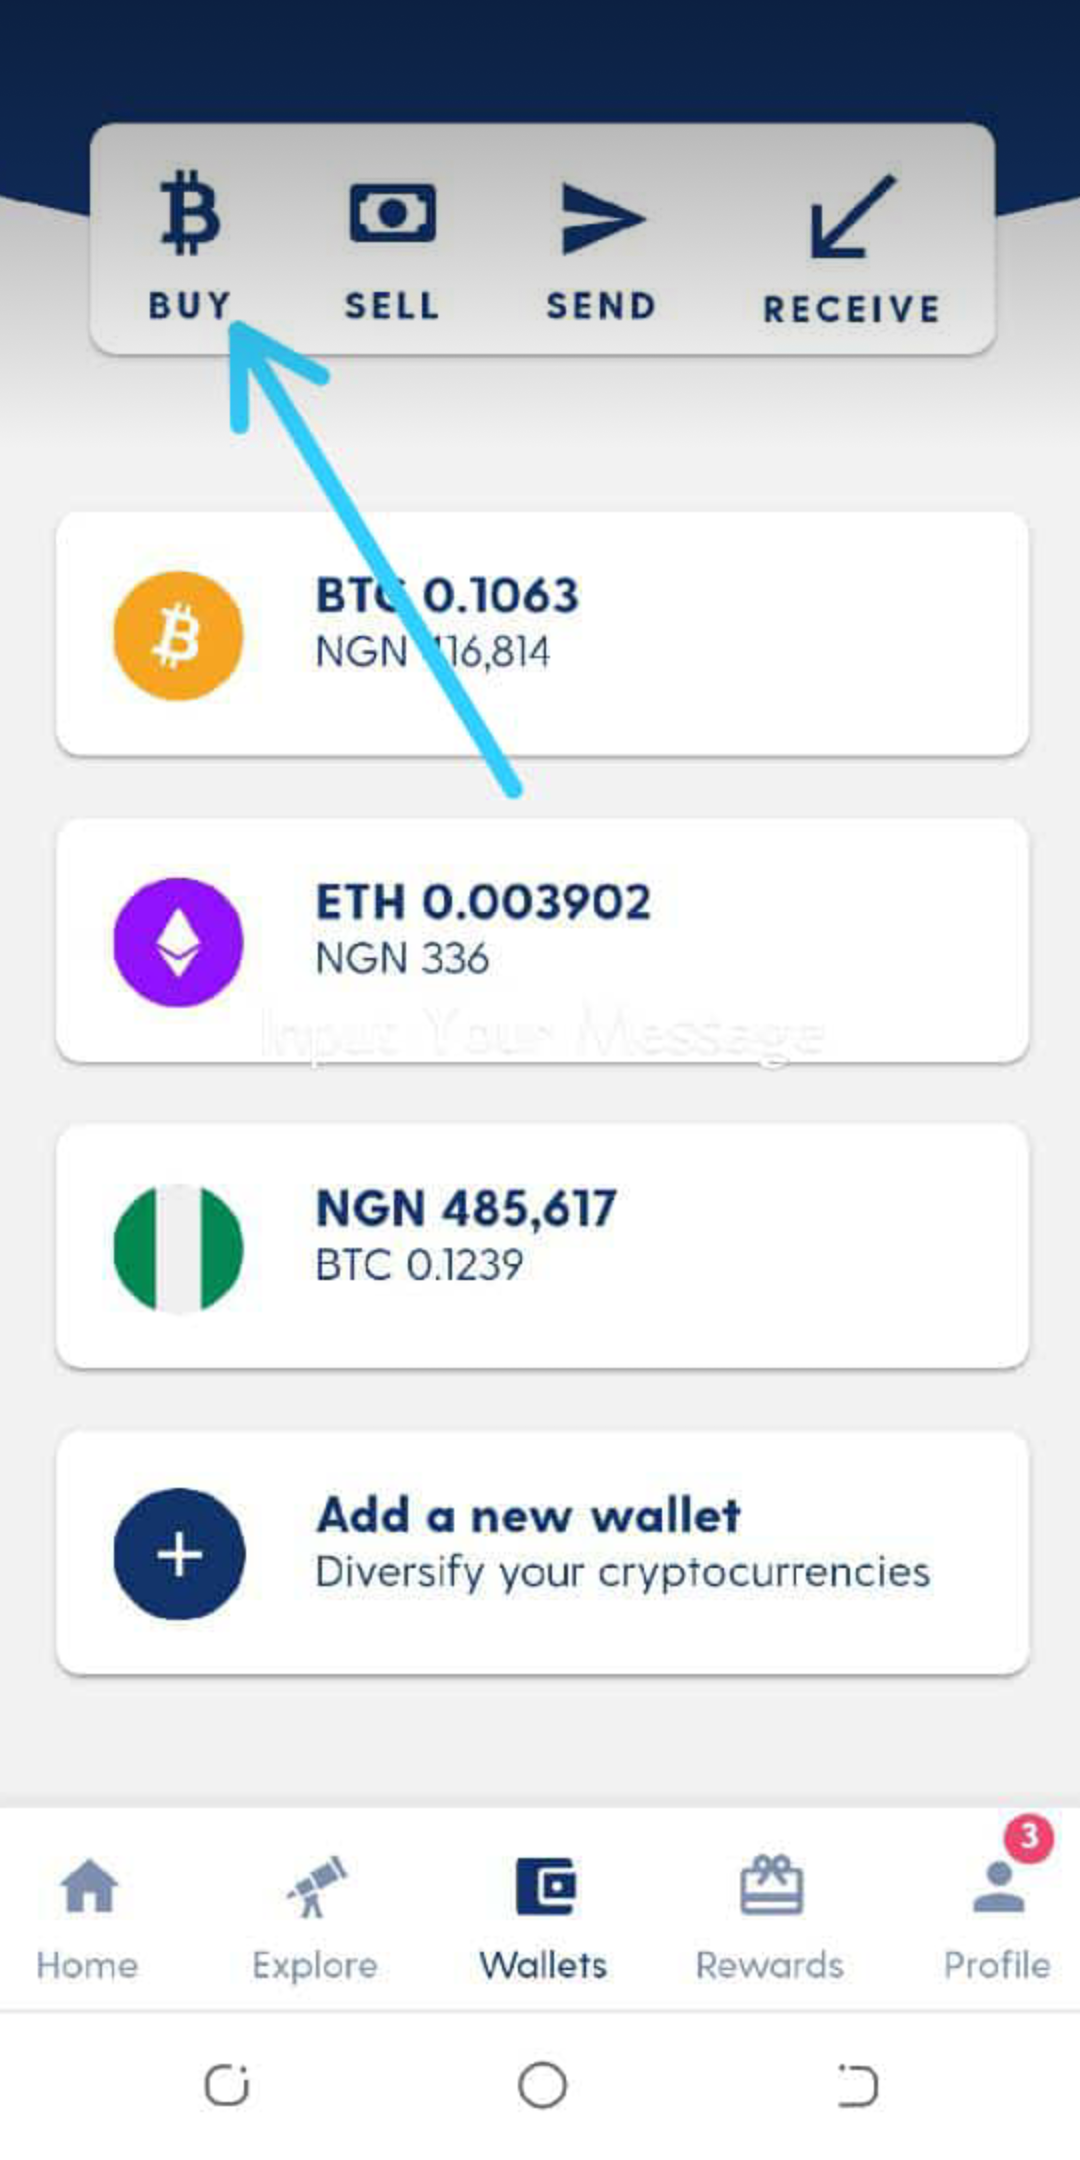 BUY
SELL
SEND
RECEIVE
BTC 0.1063
NGN 16,814
ETH 0.003902
NGN 336
Input Your Message
NGN 485,617
BTC 0.1239
Add a new wallet
Diversify your cryptocurrencies
3
Home
Explore
Wallets
Rewards
Profile